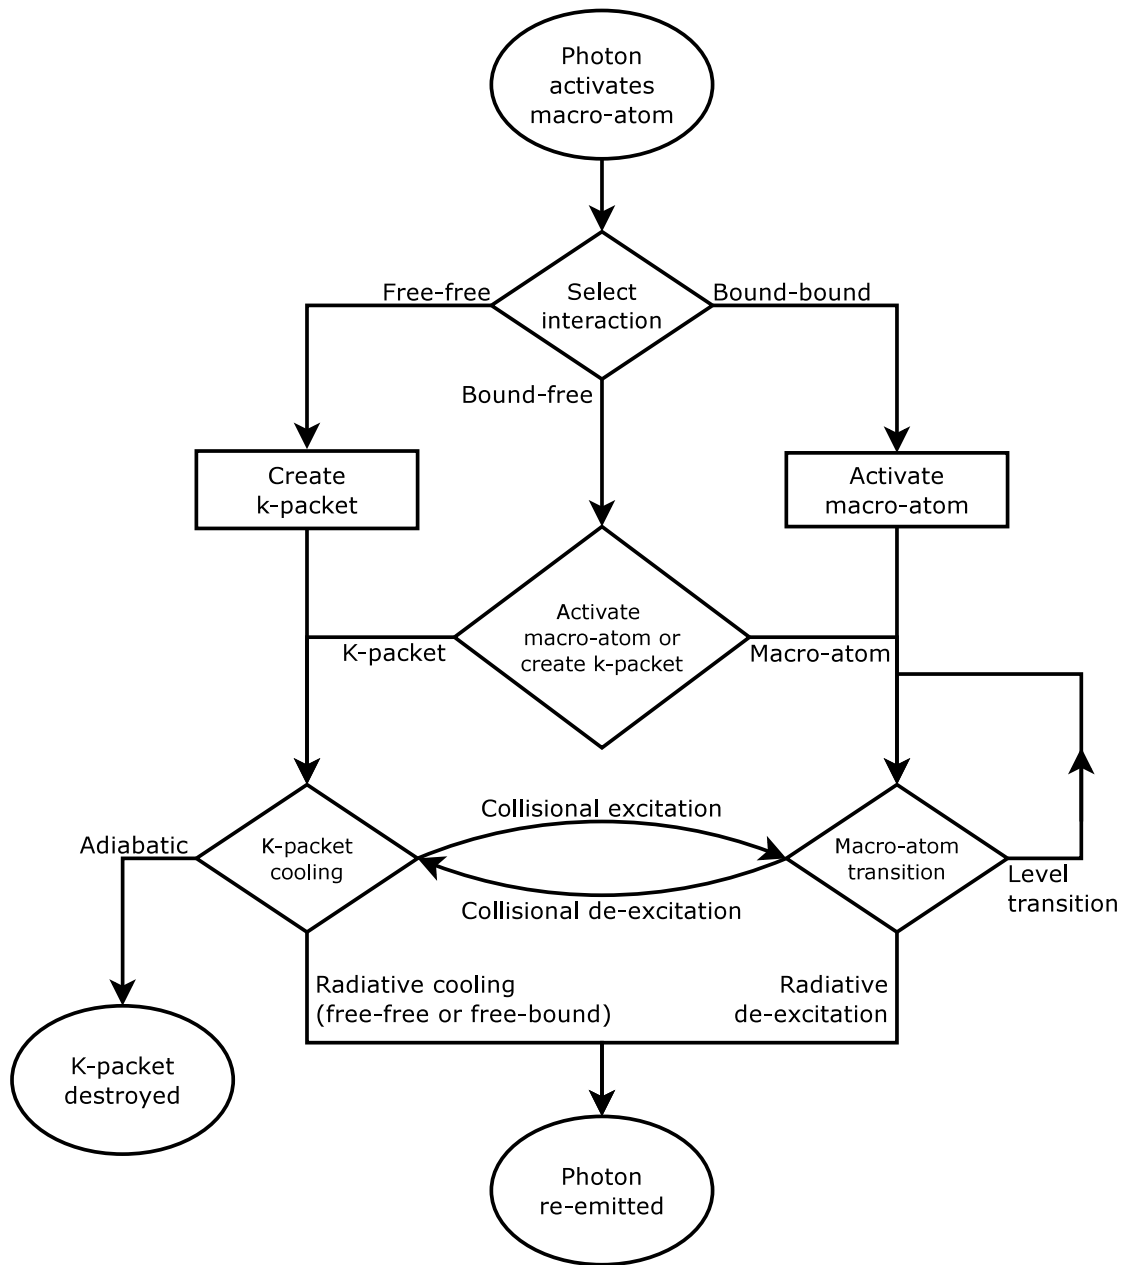 Photon
activates
macro-atom
Free-free
Select
interaction
Bound-bound
Bound-free
Create
k-packet
Activate
macro-atom
Activate
macro-atom or
create k-packet
K-packet
Macro-atom
Collisional excitation
Adiabatic
K-packet
cooling
Macro-atom
transition
Level
transition
Collisional de-excitation
Radiative cooling
(free-free or free-bound)
Radiative
de-excitation
K-packet
destroyed
Photon
re-emitted